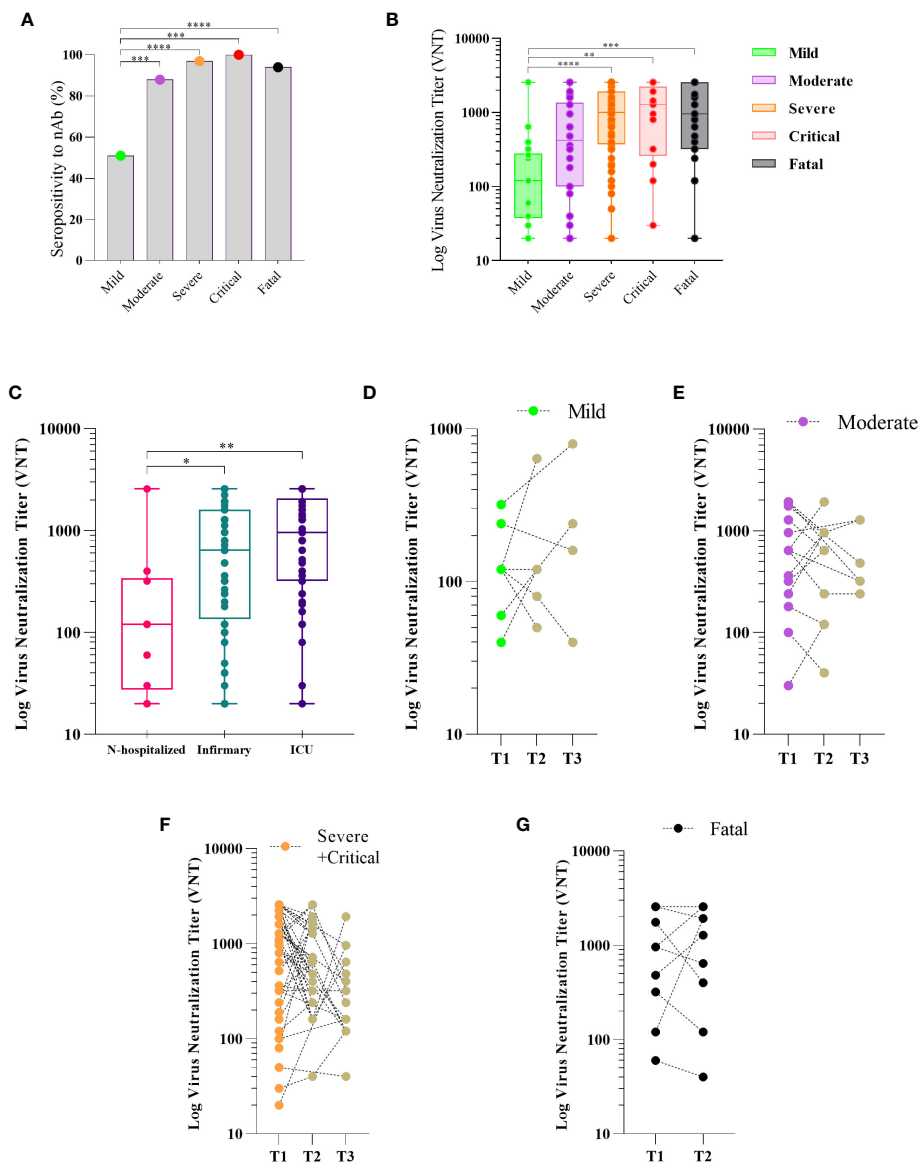 A
****
***
****
***
Seropositivity to nAb (%)
100
80
60
40
20
0
Mild
Moderate
Severe
Critical
Fatal
B
***
**
****
Log Virus Neutralization Titer (VNT)
10000
1000
100
10
Mild
Moderate
Severe
Critical
Fatal
Mild
Moderate
Severe
Critical
Fatal
C
**
*
Log Virus Neutralization Titer (VNT)
10000
1000
100
10
N-hospitalized
Infirmary
ICU
D
Mild
Log Virus Neutralization Titer (VNT)
1000
100
10
T1 T2 T3
E
Moderate
Log Virus Neutralization Titer (VNT)
10000
1000
100
10
T1 T2 T3
F
Severe
+Critical
Log Virus Neutralization Titer (VNT)
10000
1000
100
10
T1 T2 T3
G
Fatal
Log Virus Neutralization Titer (VNT)
10000
1000
100
10
T1 T2